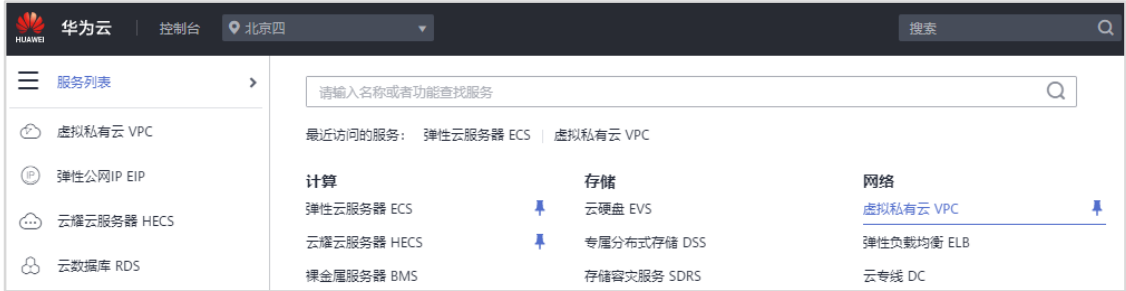 HUAWEI 华为云 控制台 北京四 搜索
服务列表
请输入名称或者功能查找服务
虚拟私有云 VPC
最近访问的服务： 弹性云服务器 ECS 虚拟私有云 VPC
弹性公网IP EIP
计算 存储 网络
弹性云服务器 ECS 云硬盘 EVS 虚拟私有云 VPC
云耀云服务器 HECS
云耀云服务器 HECS 专属分布式存储 DSS 弹性负载均衡 ELB
云数据库 RDS
裸金属服务器 BMS 存储容灾服务 SDRS 云专线 DC